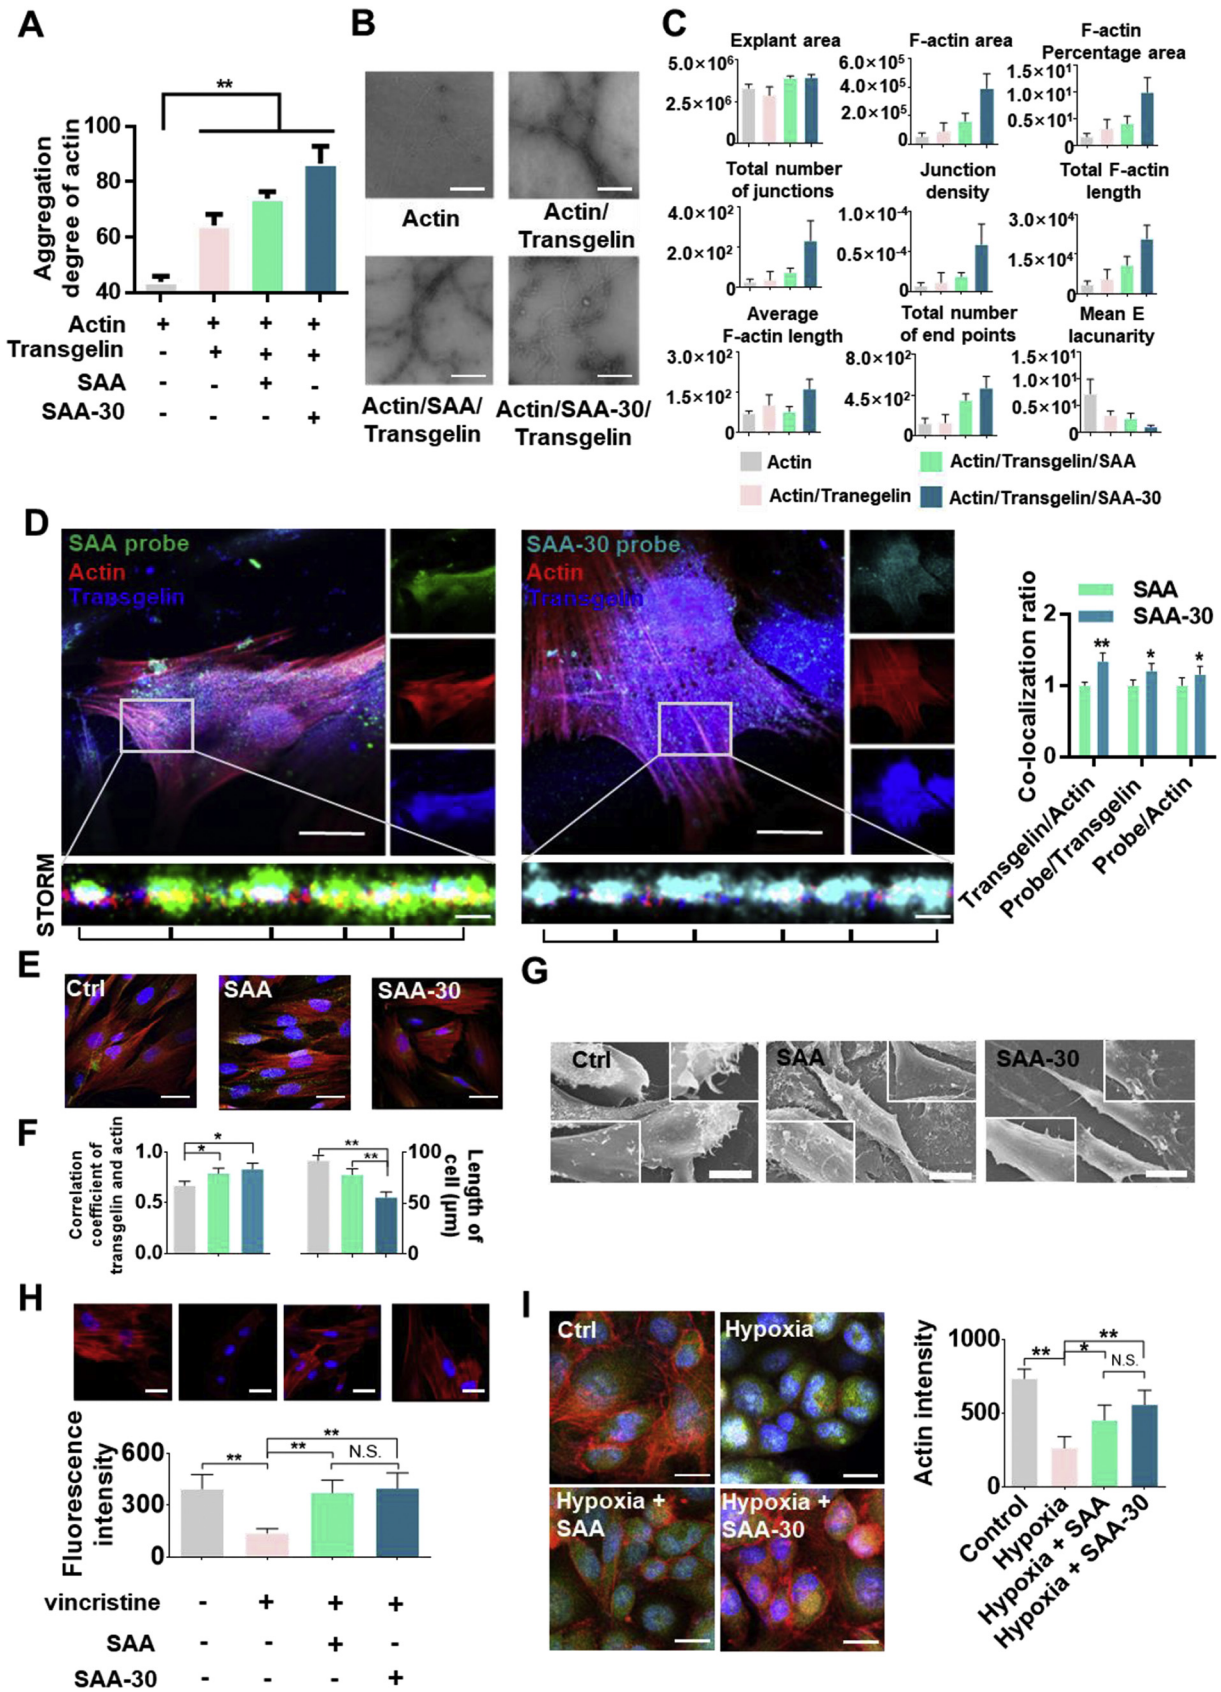 A
**
Aggregation
degree of actin
100
80
60
40
Actin + + + +
Transgelin - + + +
SAA - - + -
SAA-30 - - - +
B
Actin
Actin/
Transgelin
Actin/SAA/
Transgelin
Actin/SAA-30/
Transgelin
C
Explant area
5.0×10⁶
2.5×10⁶
0
F-actin area
6.0×10⁵
4.0×10⁵
2.0×10⁵
0
F-actin
Percentage area
1.5×10¹
1.0×10¹
0.5×10¹
0
Total number
of junctions
4.0×10²
2.0×10²
0
Junction
density
1.0×10⁻⁴
0.5×10⁻⁴
0
Total F-actin
length
3.0×10⁴
1.5×10⁴
0
Average
F-actin length
3.0×10²
1.5×10²
0
Total number
of end points
8.0×10²
4.5×10²
0
Mean E
lacunarity
1.5×10¹
1.0×10¹
0.5×10¹
0
Actin
Actin/Transgelin/SAA
Actin/Tranegelin
Actin/Transgelin/SAA-30
D
SAA probe
Actin
Transgelin
SAA-30 probe
Actin
Transgelin
STORM
Co-localization ratio
SAA
SAA-30
2
1
0
** * *
Transgelin/Actin
Probe/Transgelin
Probe/Actin
E
Ctrl
SAA
SAA-30
F
Correlation
coefficient of
transgelin and actin
1.0
0.5
0.0
*
*
**
**
100
50
0
Length of
cell (μm)
G
Ctrl
SAA
SAA-30
H
Fluorescence
intensity
600
300
0
**
**
**
N.S.
vincristine - + + +
SAA - - + -
SAA-30 - - - +
I
Ctrl
Hypoxia
Hypoxia +
SAA
Hypoxia +
SAA-30
Actin intensity
1000
500
0
**
*
**
N.S.
Control
Hypoxia
Hypoxia + SAA
Hypoxia + SAA-30